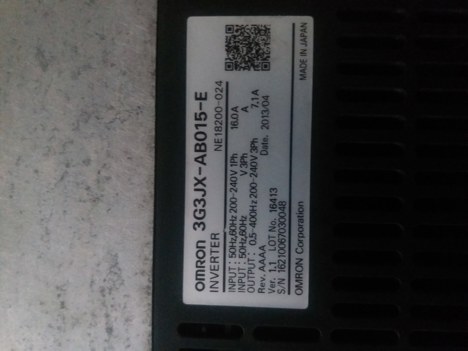 OMRON 3G3JX-AB015-E
INVERTER NE18200-024
INPUT: 50Hz,60Hz 200-240V 1Ph 16.0A
INPUT: 50Hz,60Hz V 3Ph A
OUTPUT: 0.5-400Hz 200-240V 3Ph 7.1A
Rev. AAAA Date. 2013/04
Ver. 1.1 LOT No. 16413
S/N 16210067030048
OMRON Corporation MADE IN JAPAN